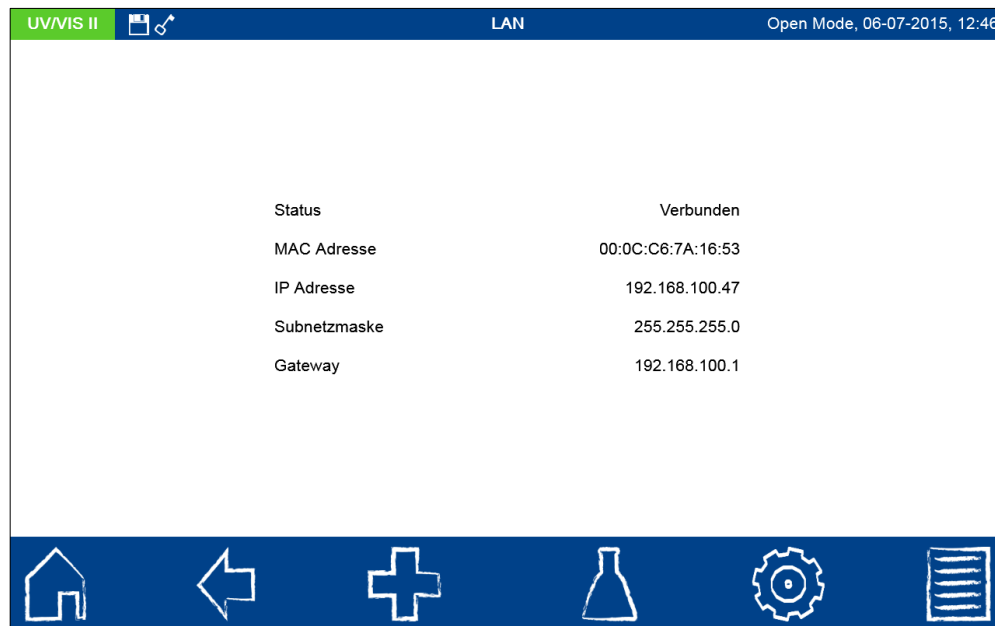 UV/VIS II LAN Open Mode, 06-07-2015, 12:46
Status Verbunden
MAC Adresse 00:0C:C6:7A:16:53
IP Adresse 192.168.100.47
Subnetzmaske 255.255.255.0
Gateway 192.168.100.1